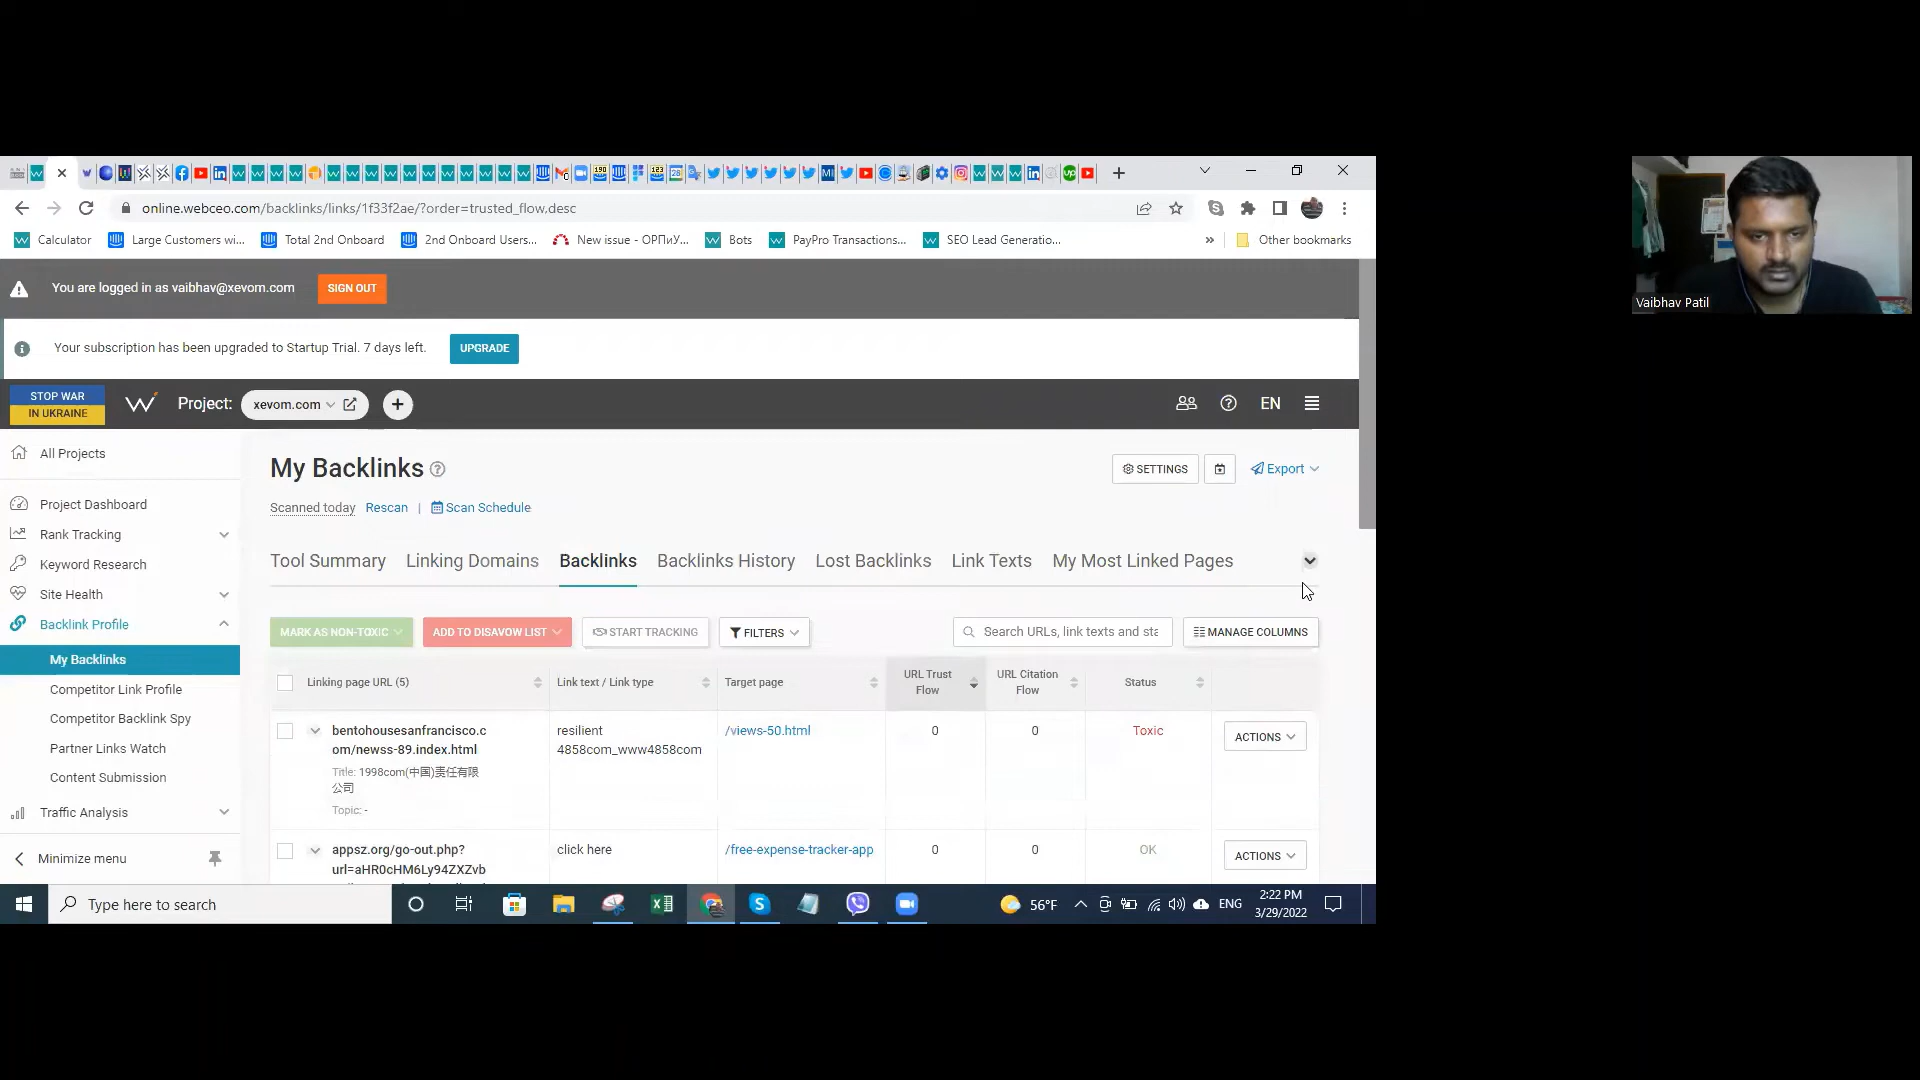 online.webceo.com/backlinks/links/1f33f2ae/?order=trusted_flow,desc
Calculator
Large Customers wi...
Total 2nd Onboard
2nd Onboard Users...
New issue - ОРПиУ...
Bots
PayPro Transactions...
SEO Lead Generatio...
»
Other bookmarks
You are logged in as vaibhav@xevom.com
SIGN OUT
Your subscription has been upgraded to Startup Trial. 7 days left.
UPGRADE
STOP WAR
IN UKRAINE
Project:
xevom.com
EN
All Projects
Project Dashboard
Rank Tracking
Keyword Research
Site Health
Backlink Profile
My Backlinks
Competitor Link Profile
Competitor Backlink Spy
Partner Links Watch
Content Submission
Traffic Analysis
Minimize menu
My Backlinks
SETTINGS
Export
Scanned today Rescan | Scan Schedule
Tool Summary Linking Domains Backlinks Backlinks History Lost Backlinks Link Texts My Most Linked Pages
MARK AS NON-TOXIC
ADD TO DISAVOW LIST
START TRACKING
FILTERS
Search URLs, link texts and sta
MANAGE COLUMNS
Linking page URL (5)
Link text / Link type
Target page
URL Trust
Flow
URL Citation
Flow
Status
bentohousesanfrancisco.c
om/newss-89.index.html
Title: 1998com(中国)责任有限
公司
Topic: -
resilient
4858com_www4858com
/views-50.html
0
0
Toxic
ACTIONS
appsz.org/go-out.php?
url=aHR0cHM6Ly94ZXZvb
click here
/free-expense-tracker-app
0
0
OK
ACTIONS
Type here to search
56°F
ENG
2:22 PM
3/29/2022
Vaibhav Patil